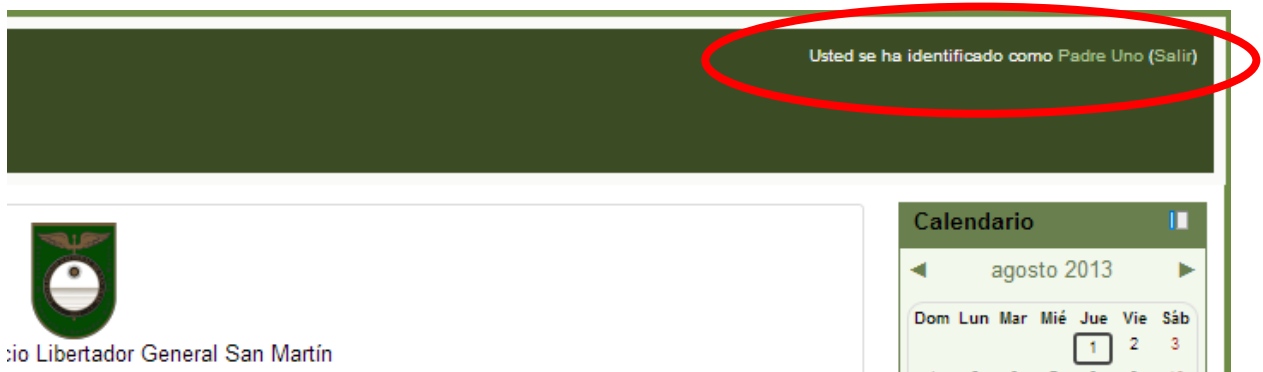 Usted se ha identificado como Padre Uno (Salir)
cio Libertador General San Martín
Calendario
agosto 2013
Dom Lun Mar Mié Jue Vie Sáb
1 2 3